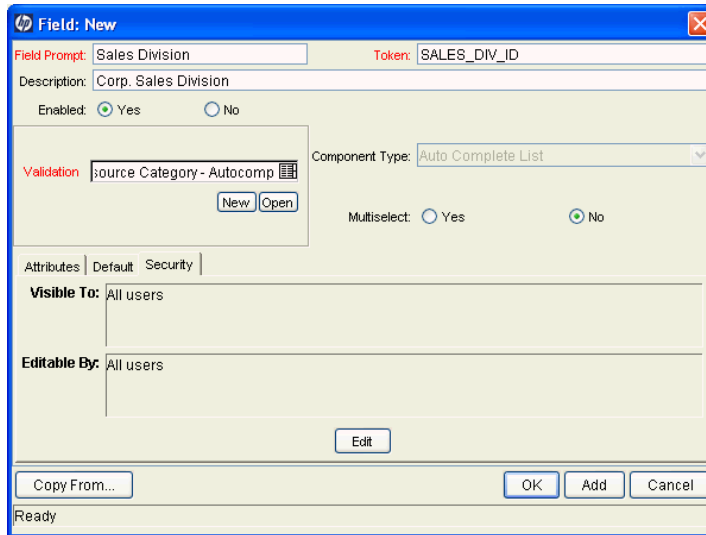 Field: New
Field Prompt: Sales Division Token: SALES_DIV_ID
Description: Corp. Sales Division
Enabled: Yes No
Validation source Category - Autocomp Component Type: Auto Complete List
New Open
Multiselect: Yes No
Attributes Default Security
Visible To: All users
Editable By: All users
Edit
Copy From... OK Add Cancel
Ready